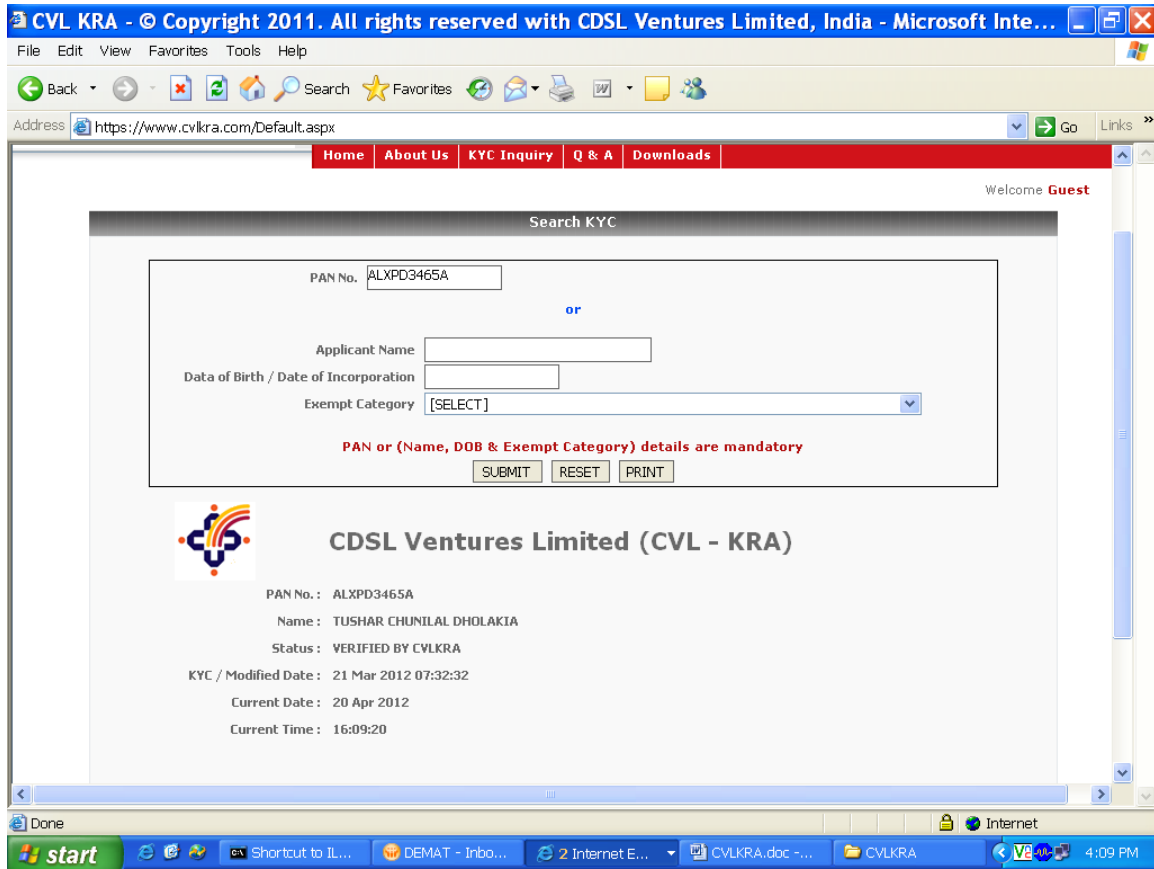 CVL KRA - © Copyright 2011. All rights reserved with CDSL Ventures Limited, India - Microsoft Inte...
File Edit View Favorites Tools Help
Back Search Favorites
Address https://www.cvlkra.com/Default.aspx Go Links »
Home About Us KYC Inquiry Q & A Downloads
Welcome Guest
Search KYC
PAN No. ALXPD3465A
or
Applicant Name
Data of Birth / Date of Incorporation
Exempt Category [SELECT]
PAN or (Name, DOB & Exempt Category) details are mandatory
SUBMIT RESET PRINT
CDSL Ventures Limited (CVL - KRA)
PAN No. : ALXPD3465A
Name : TUSHAR CHUNILAL DHOLAKIA
Status : VERIFIED BY CVLKRA
KYC / Modified Date : 21 Mar 2012 07:32:32
Current Date : 20 Apr 2012
Current Time : 16:09:20
Done Internet
start Shortcut to IL... DEMAT - Inbo... 2 Internet E... CVLKRA.doc -... CVLKRA 4:09 PM